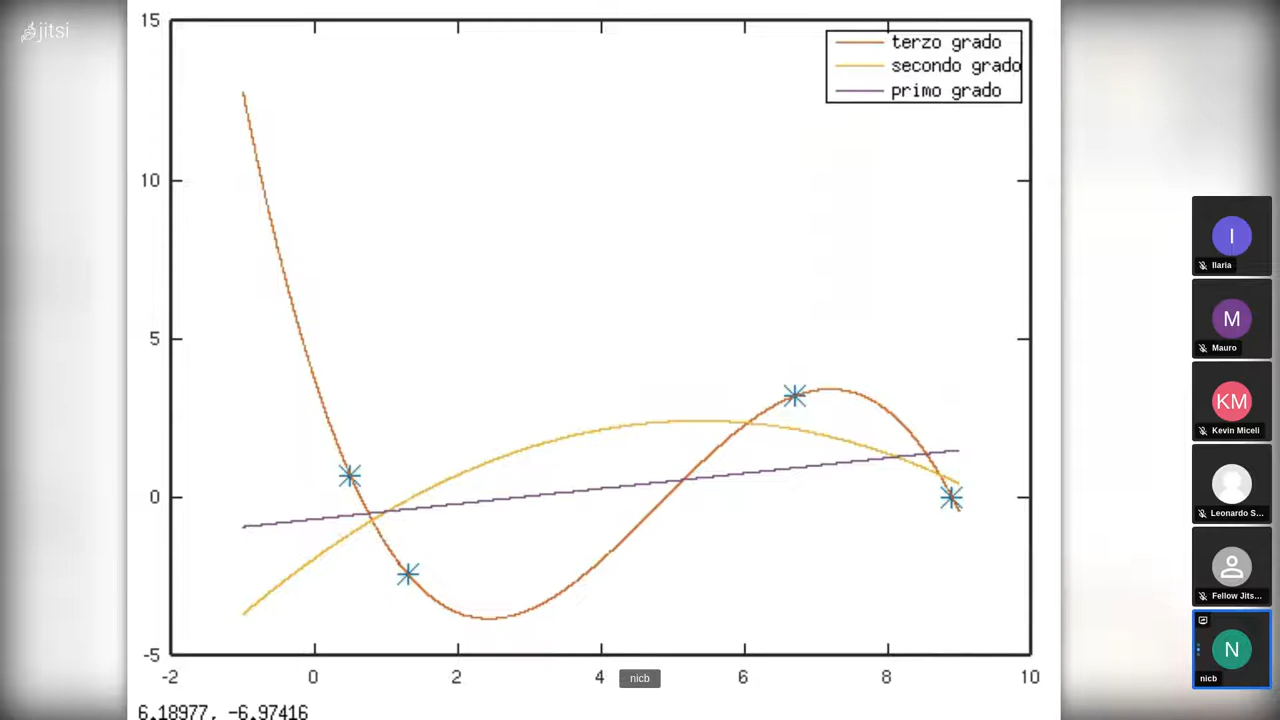 jitsi
15
terzo grado
secondo grado
primo grado
10
5
0
-5
-2
0
2
4
6
8
10
nicb
6.18977, -6.97416
I
Ilaria
M
Mauro
KM
Kevin Miceli
Leonardo S...
Fellow Jits...
N
nicb